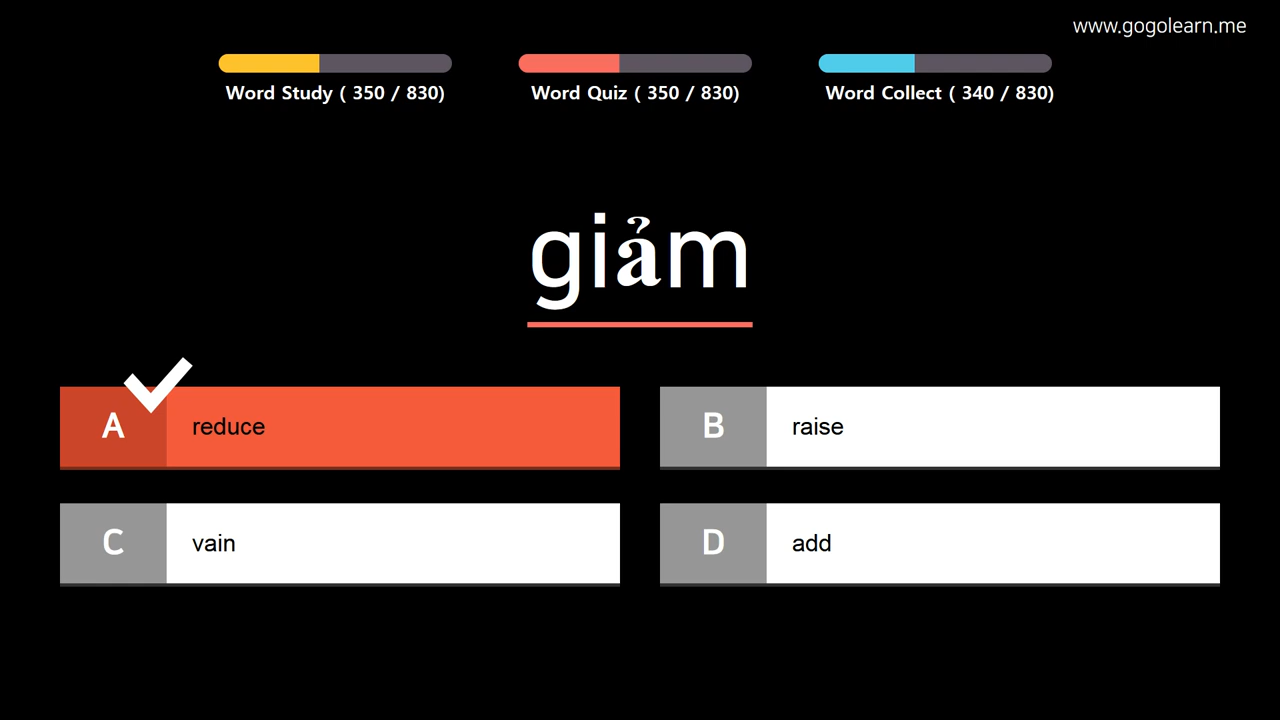 www.gogolearn.me
Word Study ( 350 / 830)
Word Quiz ( 350 / 830)
Word Collect ( 340 / 830)
giảm
A reduce
B raise
C vain
D add